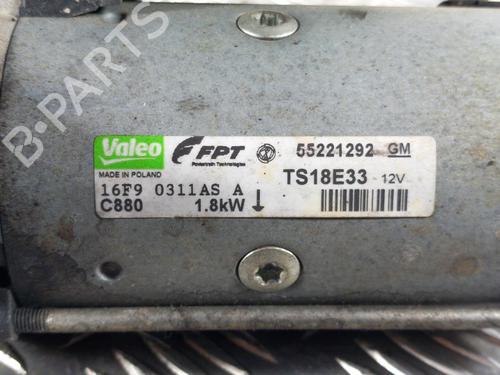 Valeo FPT 55221292 GM
Powertrain Technologies
MADE IN POLAND TS18E33 12V
16F9 0311AS A
C880 1.8kW ↓
B-PARTS